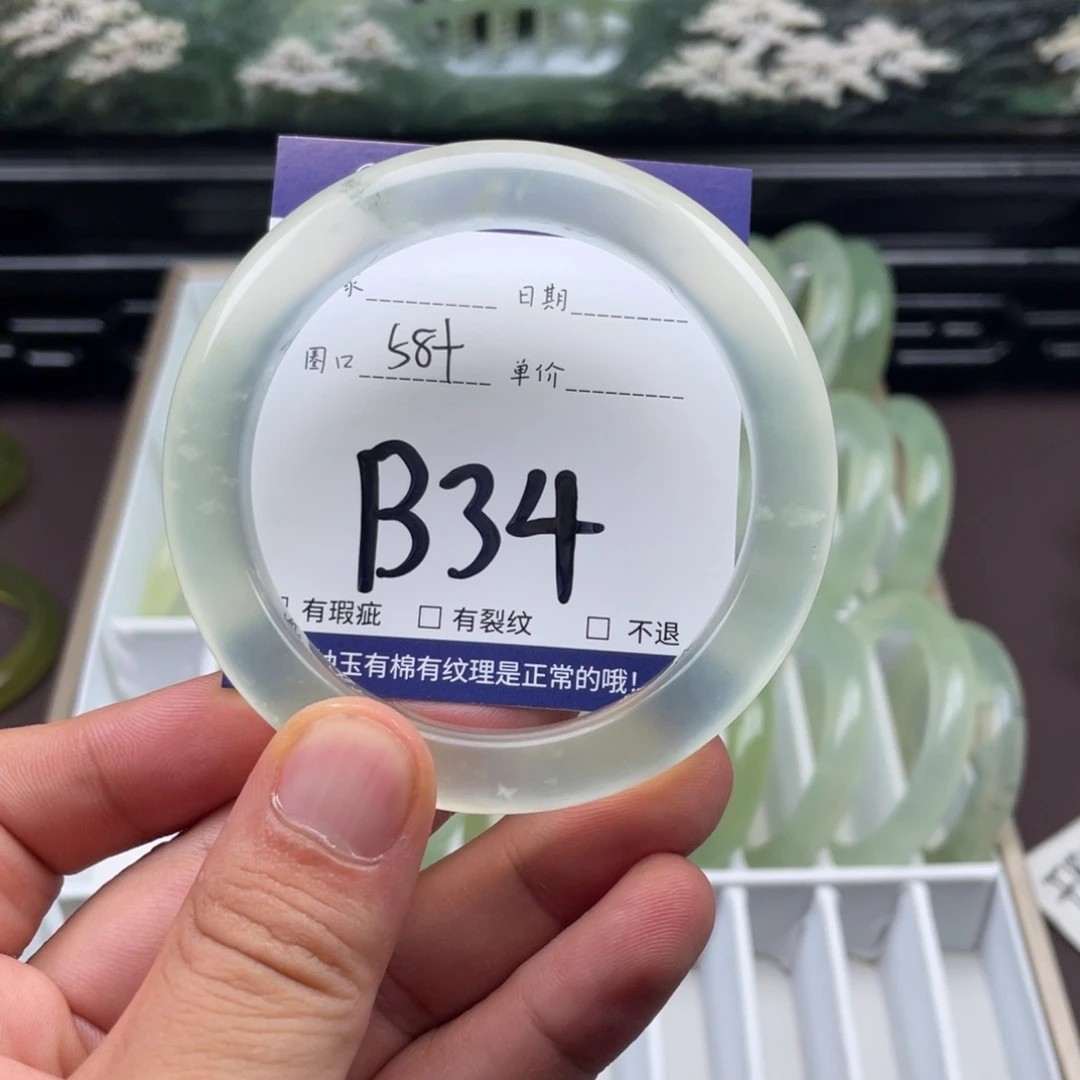 日期
圈口 58+ 单价
B34
□ 有瑕疵 □ 有裂纹 □ 不退
玉有棉有纹理是正常的哦!